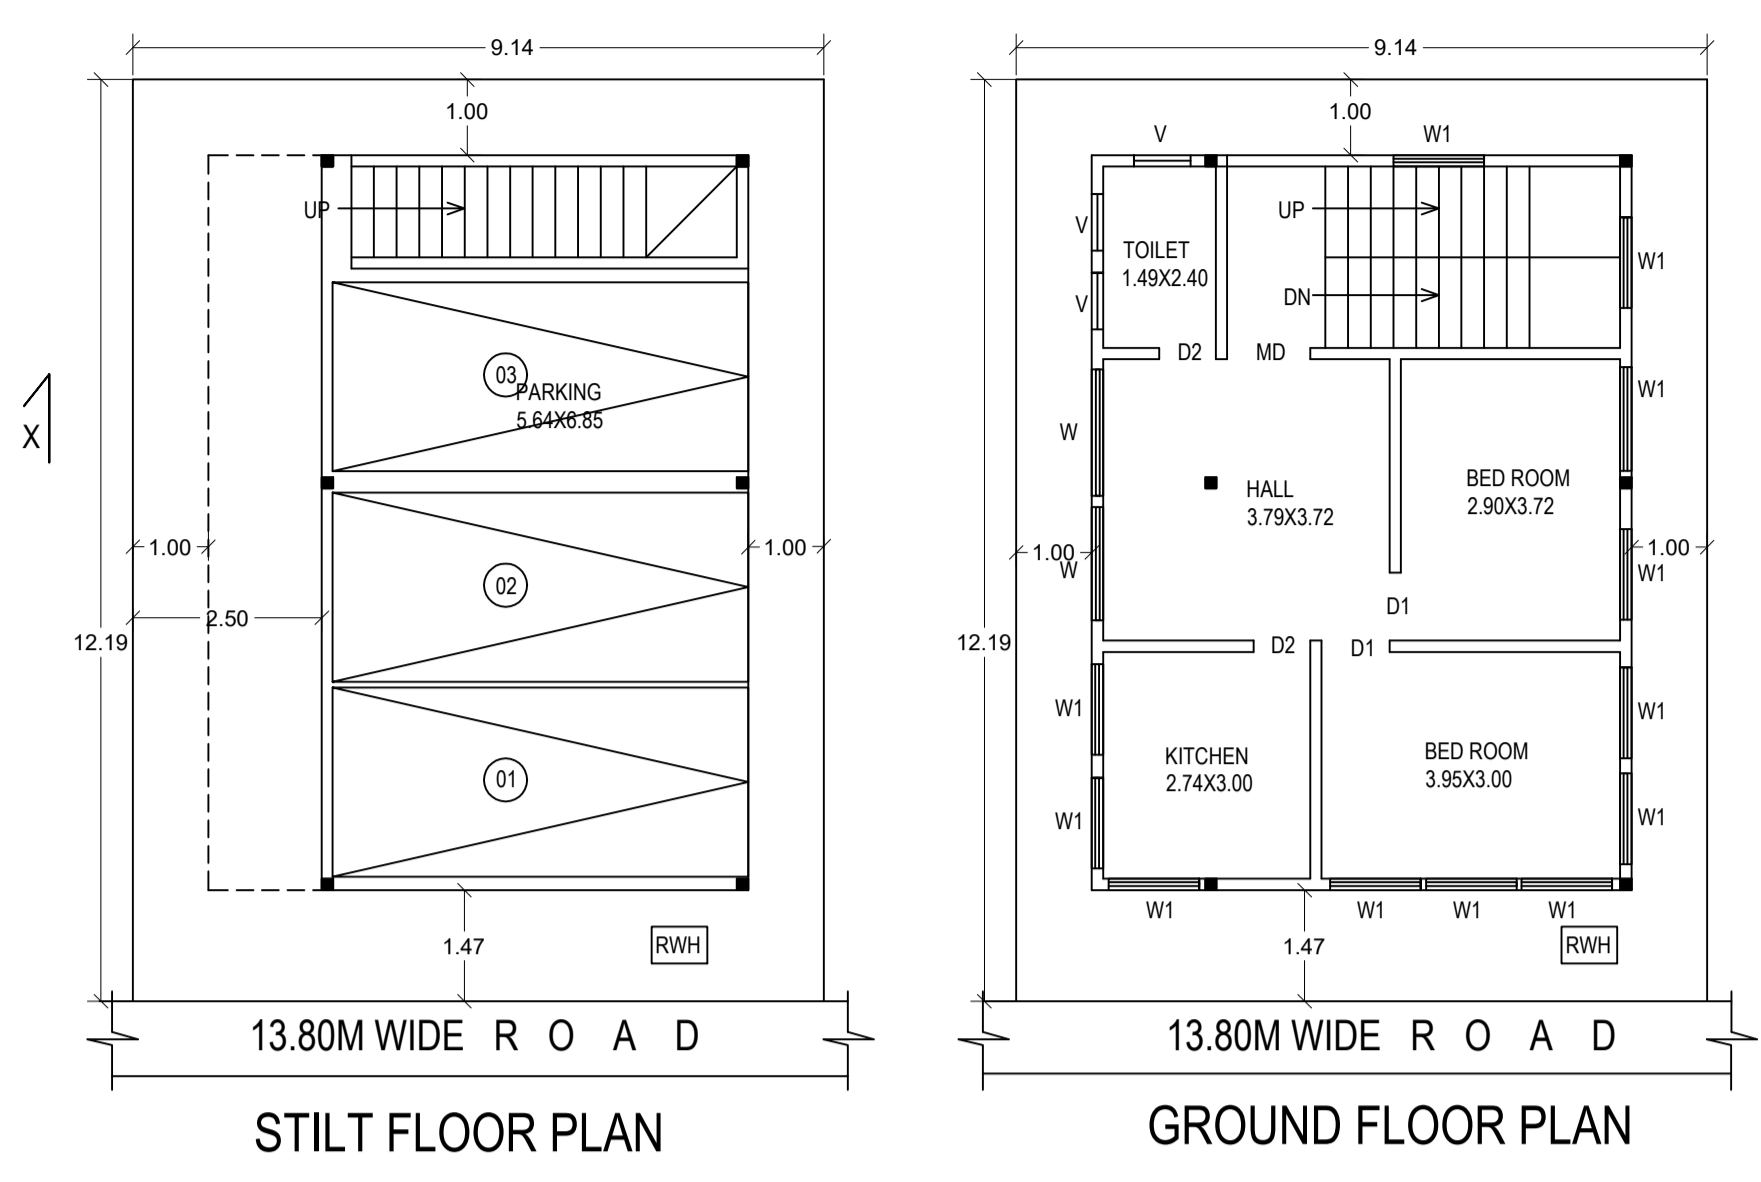 9.14
1.00
UP
03
PARKING
5.64X6.85
X
02
1.00
1.00
2.50
12.19
01
1.47
RWH
13.80M WIDE R O A D
STILT FLOOR PLAN
9.14
1.00
V
W1
UP
V
TOILET
1.49X2.40
W1
DN
V
D2
MD
W1
W
BED ROOM
2.90X3.72
HALL
3.79X3.72
1.00
1.00
W
W1
D1
12.19
D2
D1
W1
W1
KITCHEN
2.74X3.00
BED ROOM
3.95X3.00
W1
W1
W1
W1
W1
W1
1.47
RWH
13.80M WIDE R O A D
GROUND FLOOR PLAN